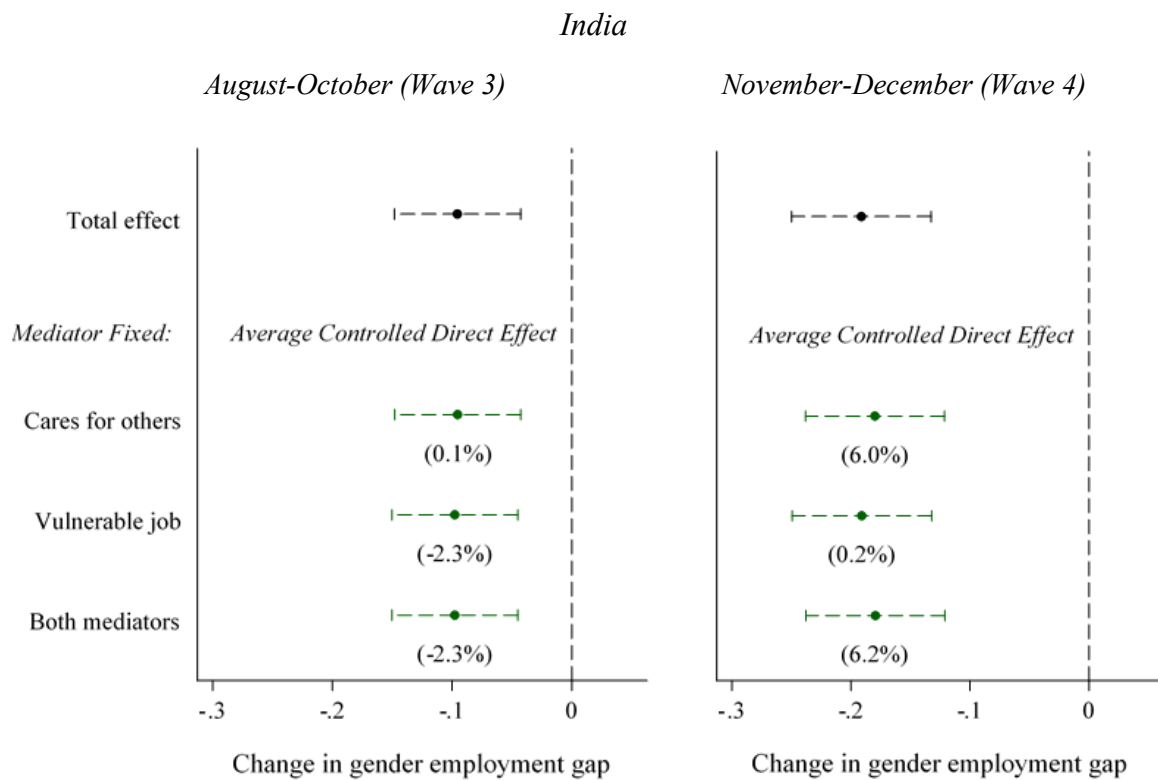 India
August-October (Wave 3)
November-December (Wave 4)
Total effect
Mediator Fixed:
Average Controlled Direct Effect
Average Controlled Direct Effect
Cares for others
(0.1%)
(6.0%)
Vulnerable job
(-2.3%)
(0.2%)
Both mediators
(-2.3%)
(6.2%)
-.3 -.2 -.1 0
-.3 -.2 -.1 0
Change in gender employment gap
Change in gender employment gap